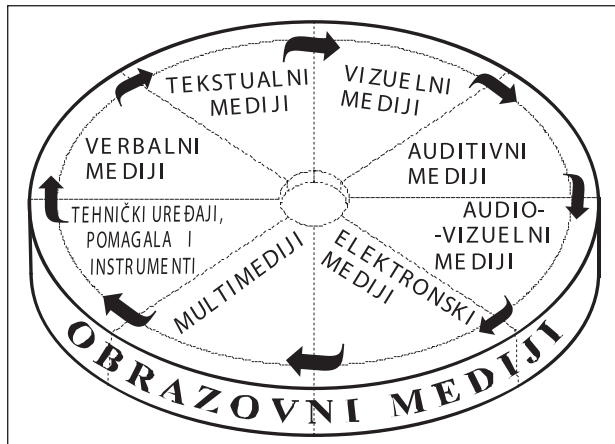 TEKSTUALNI
MEDIJI
VIZUELNI
MEDIJI
AUDITIVNI
MEDIJI
AUDIO-
-VIZUELNI
MEDIJI
ELEKTRONSKI
MEDIJI
MULTIMEDIJI
TEHNIČKI UREĐAJI,
POMAGALA I
INSTRUMENTI
VERBALNI
MEDIJI
OBRAZOVNI MEDIJI